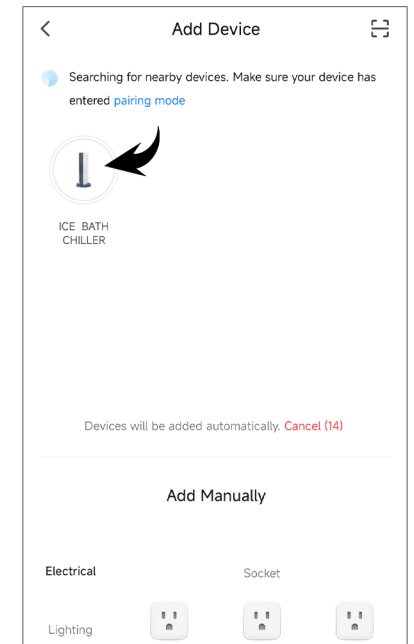 Add Device
Searching for nearby devices. Make sure your device has
entered pairing mode
ICE BATH
CHILLER
Devices will be added automatically. Cancel (14)
Add Manually
Electrical
Socket
Lighting